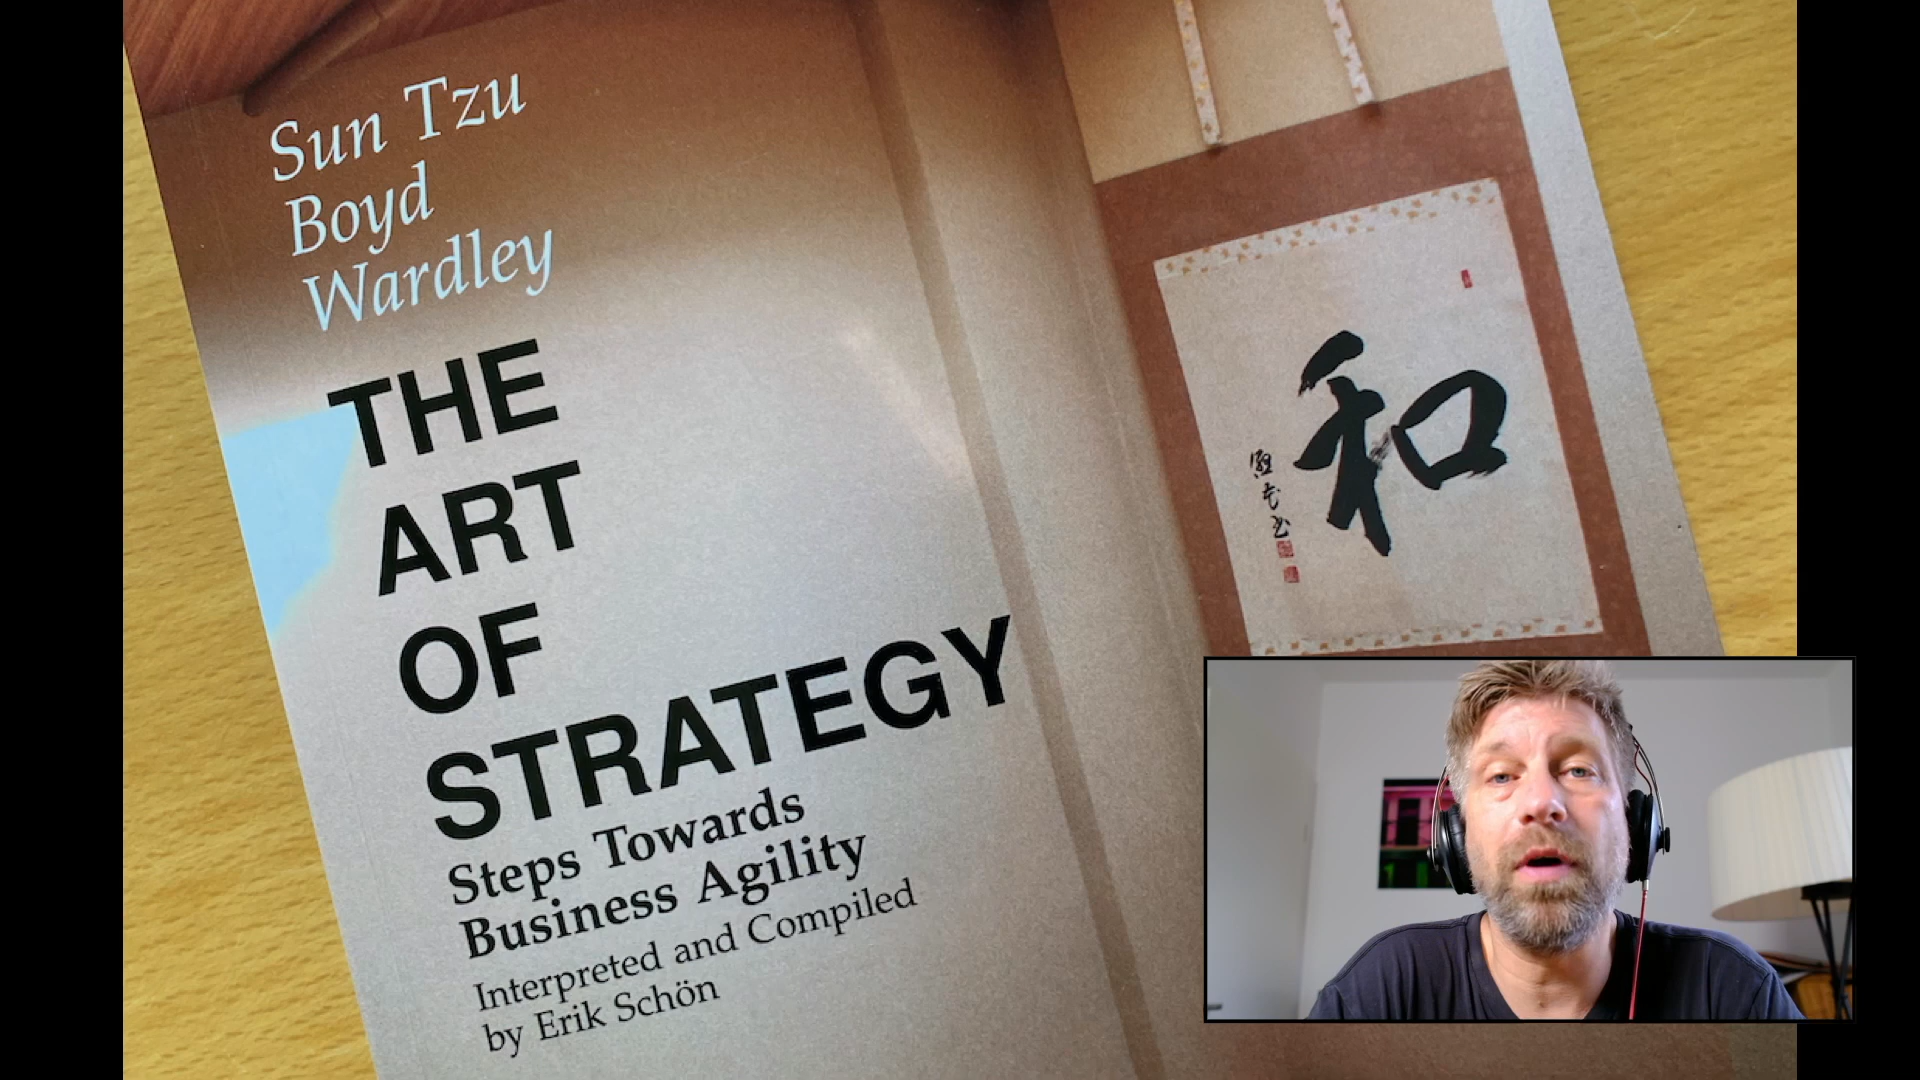 Sun Tzu
Boyd
Wardley
THE
ART
OF
STRATEGY
Steps Towards
Business Agility
Interpreted and Compiled
by Erik Schön
和